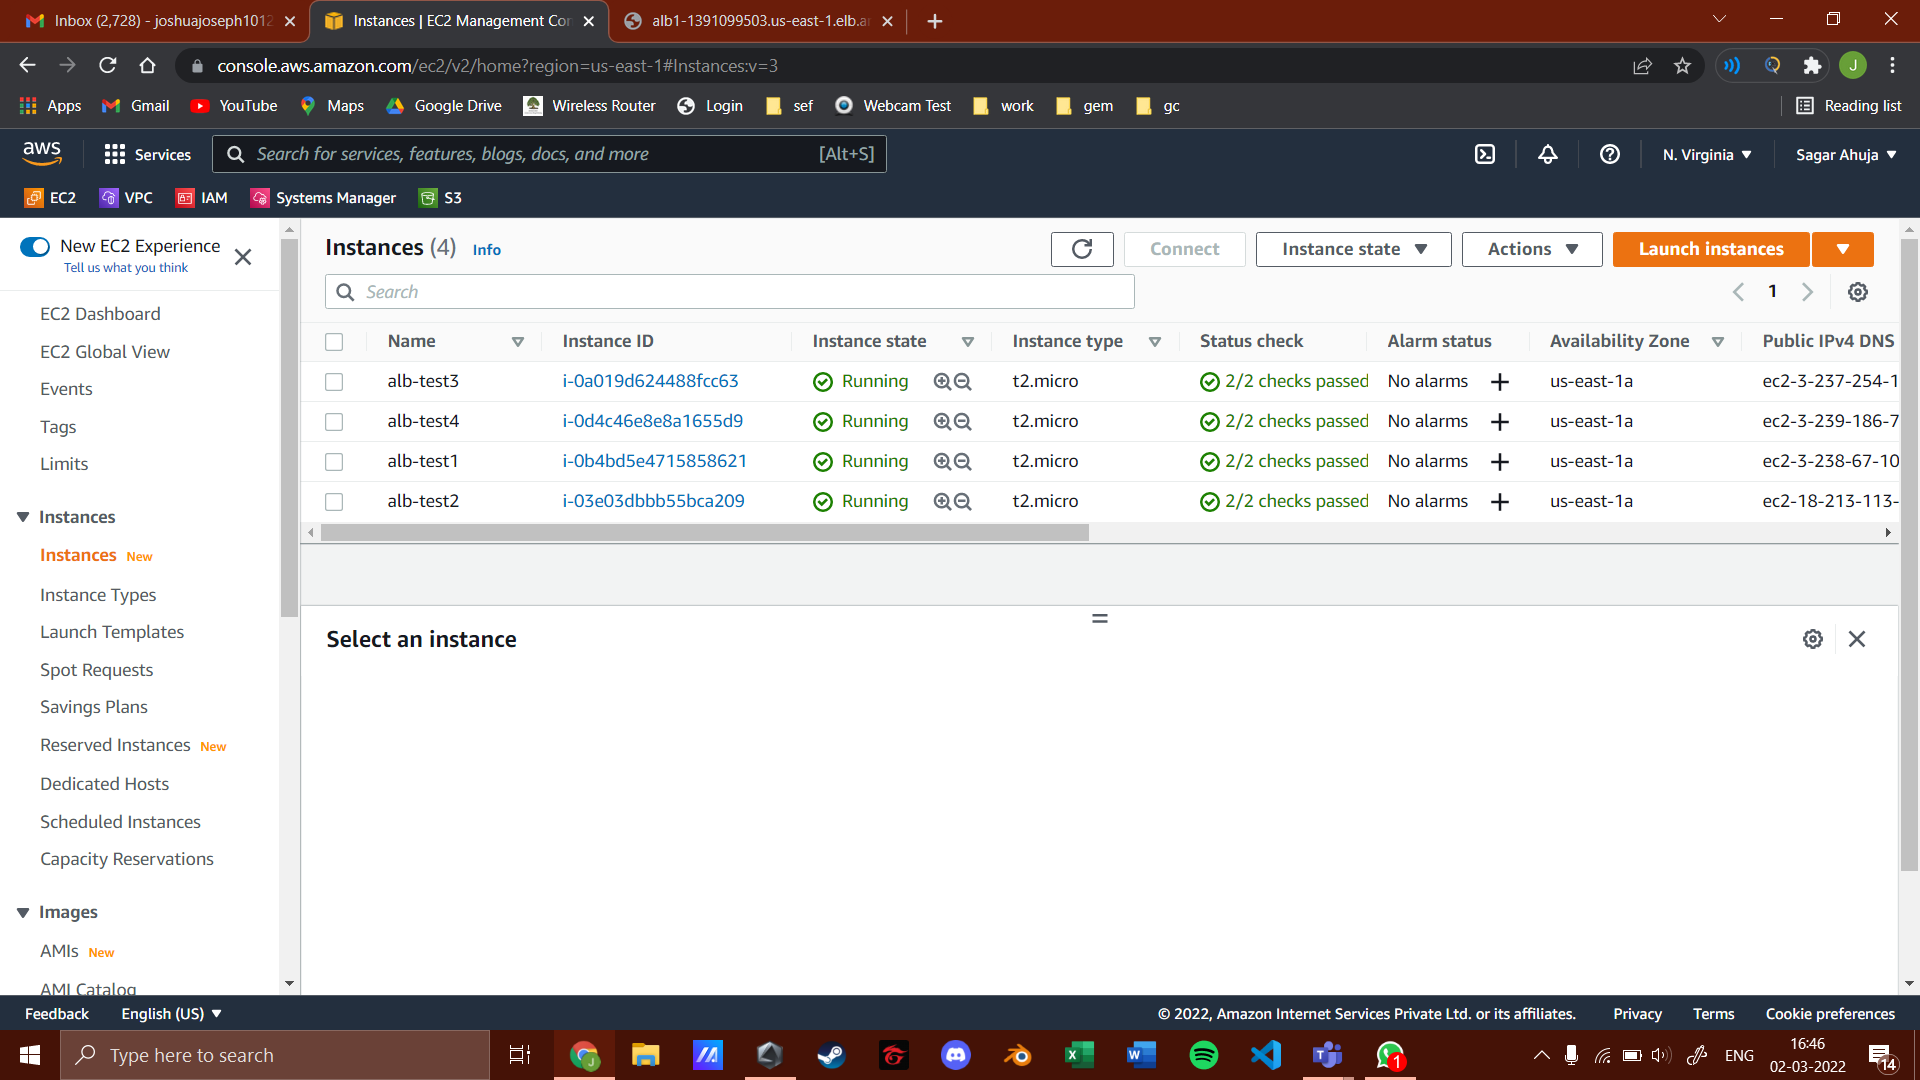 Inbox (2,728) - joshuajoseph1012
Instances | EC2 Management Con
alb1-1391099503.us-east-1.elb.am
console.aws.amazon.com/ec2/v2/home?region=us-east-1#Instances:v=3
J
Apps Gmail YouTube Maps Google Drive Wireless Router Login sef Webcam Test work gem gc Reading list
aws Services Search for services, features, blogs, docs, and more [Alt+S] N. Virginia ▼ Sagar Ahuja ▼
EC2 VPC IAM Systems Manager S3
New EC2 Experience
Tell us what you think
EC2 Dashboard
EC2 Global View
Events
Tags
Limits
Instances
Instances New
Instance Types
Launch Templates
Spot Requests
Savings Plans
Reserved Instances New
Dedicated Hosts
Scheduled Instances
Capacity Reservations
Images
AMIs New
AMI Catalog
Instances (4) Info Connect Instance state ▼ Actions ▼ Launch instances ▼
Search
1
Name Instance ID Instance state Instance type Status check Alarm status Availability Zone Public IPv4 DNS
alb-test3 i-0a019d624488fcc63 Running t2.micro 2/2 checks passed No alarms + us-east-1a ec2-3-237-254-1
alb-test4 i-0d4c46e8e8a1655d9 Running t2.micro 2/2 checks passed No alarms + us-east-1a ec2-3-239-186-7
alb-test1 i-0b4bd5e4715858621 Running t2.micro 2/2 checks passed No alarms + us-east-1a ec2-3-238-67-10
alb-test2 i-03e03dbbb55bca209 Running t2.micro 2/2 checks passed No alarms + us-east-1a ec2-18-213-113-
Select an instance
Feedback English (US) ▼ © 2022, Amazon Internet Services Private Ltd. or its affiliates. Privacy Terms Cookie preferences
Type here to search
1
ENG
16:46
02-03-2022
14